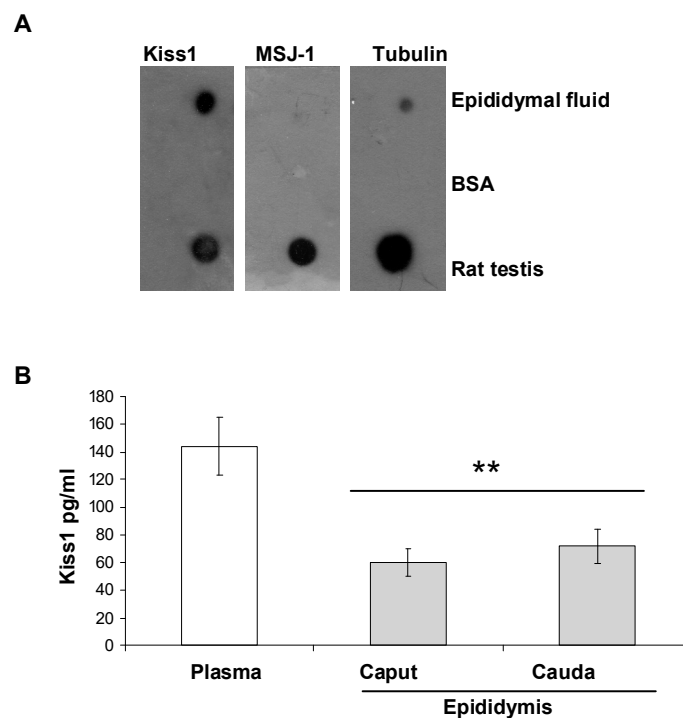 A
Kiss1 MSJ-1 Tubulin
Epididymal fluid
BSA
Rat testis
B
180
160
140
120
100
80
60
40
20
0
Kiss1 pg/ml
**
Plasma Caput Cauda
Epididymis